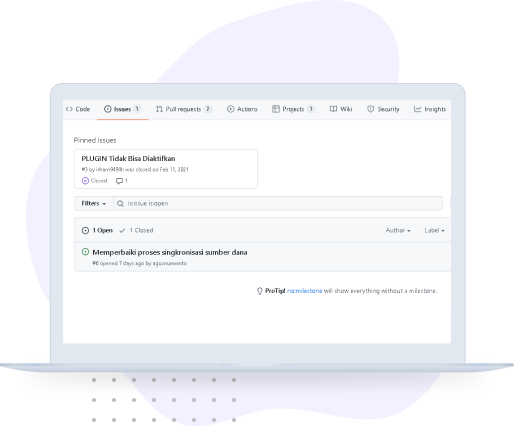 Code Issues 1 Pull requests 2 Actions Projects 1 Wiki Security Insights
Pinned issues
PLUGIN Tidak Bisa Diaktifkan
was closed on Feb 11, 2021
Closed 1
Filters is:issue is:open
1 Open 1 Closed Author Label
Memperbaiki proses singkronisasi sumber dana
#6 opened 7 days ago by agusnurwanto
ProTip! no:milestone will show everything without a milestone.